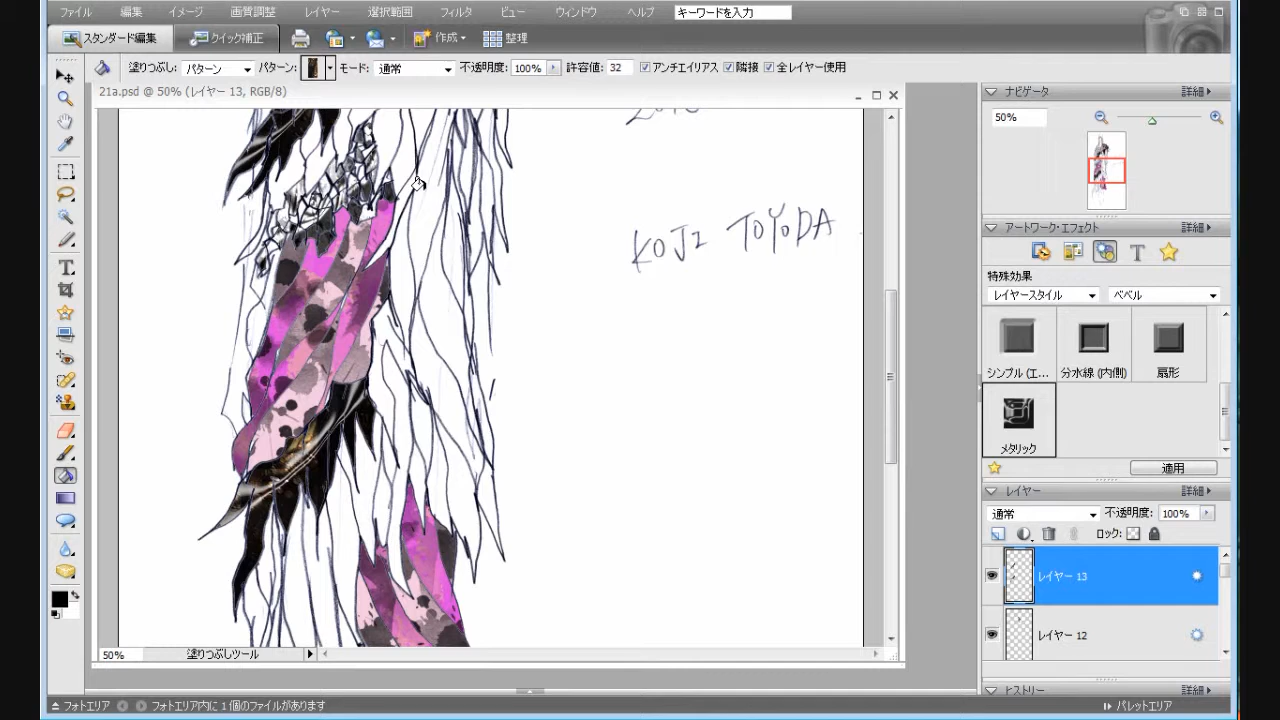 ファイル 編集 イメージ 画質調整 レイヤー 選択範囲 フィルタ ビュー ウィンドウ ヘルプ キーワードを入力
スタンダード編集 クイック補正 作成 整理
塗りつぶし: パターン パターン: モード: 通常 不透明度: 100% 許容値: 32 アンチエイリアス 隣接 全レイヤー使用
21a.psd @ 50% (レイヤー 13, RGB/8)
KOJI TOYODA
50% 塗りつぶしツール
ナビゲータ 詳細
50%
アートワーク・エフェクト 詳細
特殊効果
レイヤースタイル ベベル
シンプル (エ... 分水線 (内側) 扇形
メタリック
適用
レイヤー 詳細
通常 不透明度: 100%
ロック:
レイヤー 13
レイヤー 12
ヒストリー 詳細
フォトエリア フォトエリア内に 1 個のファイルがあります パレットエリア